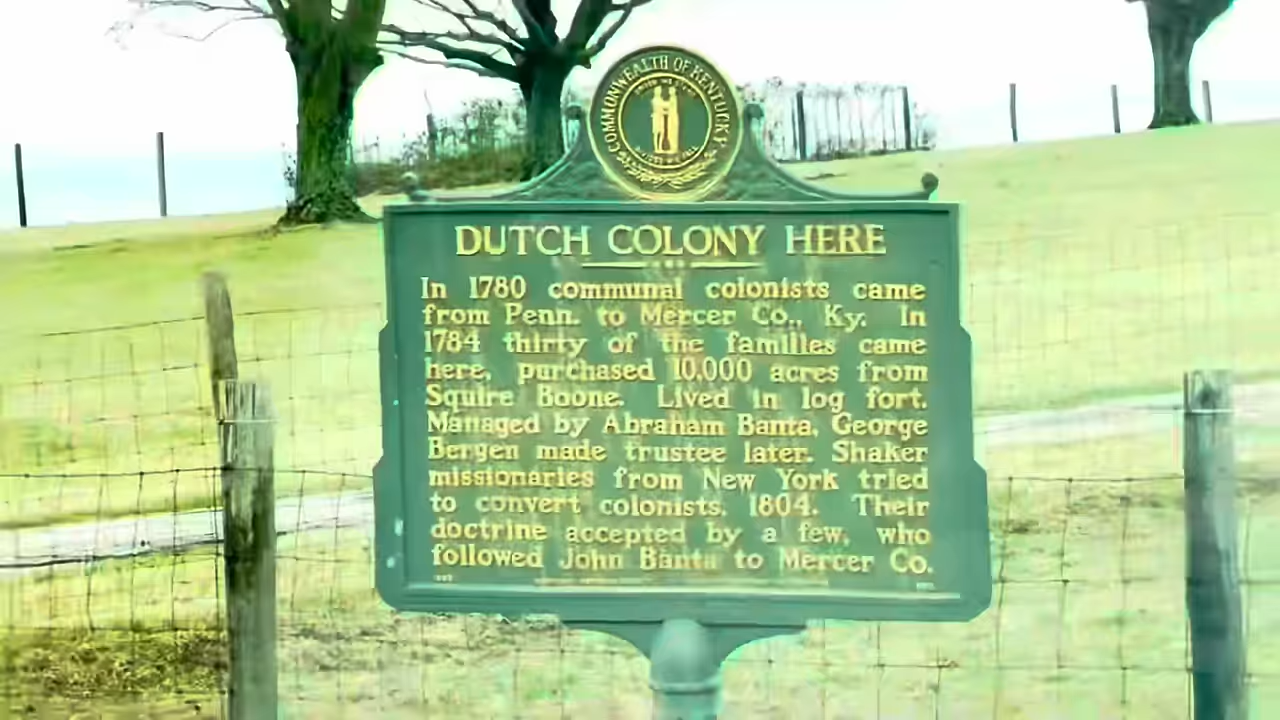 COMMONWEALTH OF KENTUCKY
DUTCH COLONY HERE
In 1780 communal colonists came
from Penn. to Mercer Co., Ky. In
1784 thirty of the families came
here, purchased 10,000 acres from
Squire Boone. Lived in log fort.
Managed by Abraham Banta, George
Bergen made trustee later. Shaker
missionaries from New York tried
to convert colonists, 1804. Their
doctrine accepted by a few, who
followed John Banta to Mercer Co.